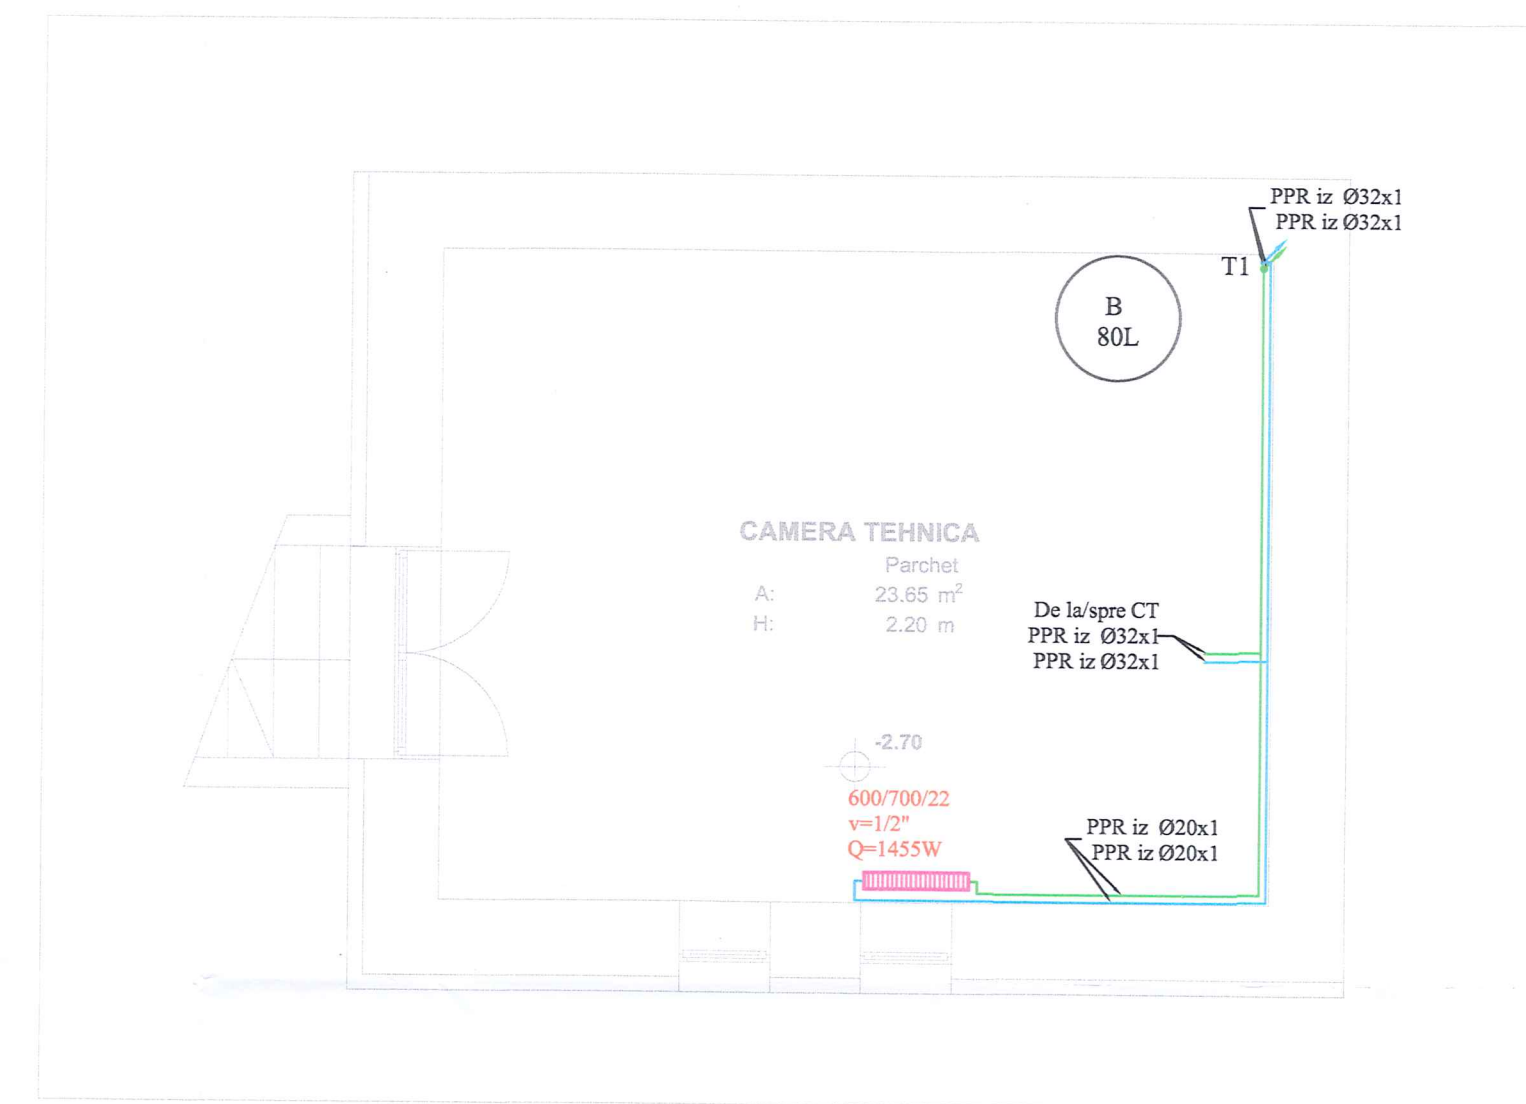 PPR iz Ø32x1
PPR iz Ø32x1
T1
B
80L
CAMERA TEHNICA
Parchet
A: 23.65 m²
H: 2.20 m
De la/spre CT
PPR iz Ø32x1
PPR iz Ø32x1
-2.70
600/700/22
v=1/2"
Q=1455W
PPR iz Ø20x1
PPR iz Ø20x1